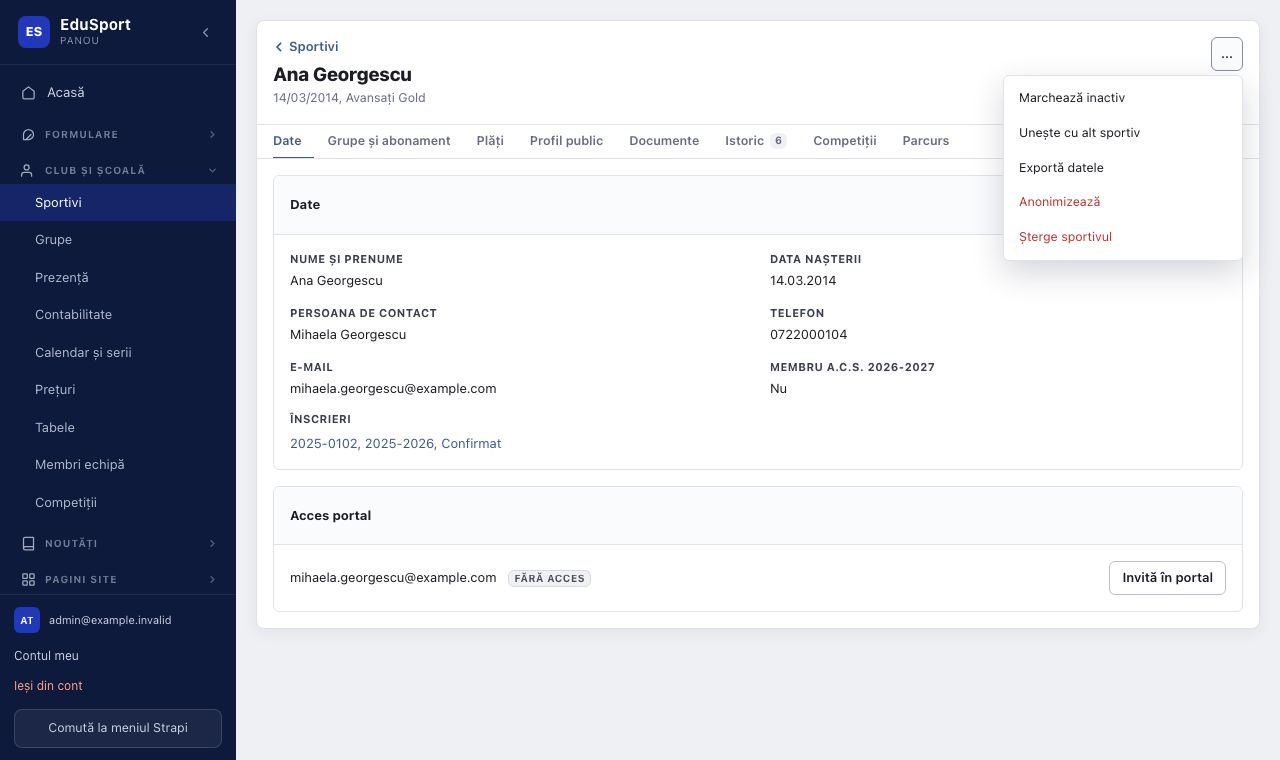 ES
EduSport
PANOU
Acasă
FORMULARE
CLUB ȘI ȘCOALĂ
Sportivi
Grupe
Prezență
Contabilitate
Calendar și serii
Prețuri
Tabele
Membri echipă
Competiții
NOUTĂȚI
PAGINI SITE
AT admin@example.invalid
Contul meu
Ieși din cont
Comută la meniul Strapi
Sportivi
Ana Georgescu
14/03/2014, Avansați Gold
...
Marchează inactiv
Unește cu alt sportiv
Exportă datele
Anonimizează
Șterge sportivul
Date Grupe și abonament Plăți Profil public Documente Istoric 6 Competiții Parcurs
Date
NUME ȘI PRENUME
Ana Georgescu
DATA NAȘTERII
14.03.2014
PERSOANA DE CONTACT
Mihaela Georgescu
TELEFON
0722000104
E-MAIL
mihaela.georgescu@example.com
MEMBRU A.C.S. 2026-2027
Nu
ÎNSCRIERI
2025-0102, 2025-2026, Confirmat
Acces portal
mihaela.georgescu@example.com FĂRĂ ACCES
Invită în portal